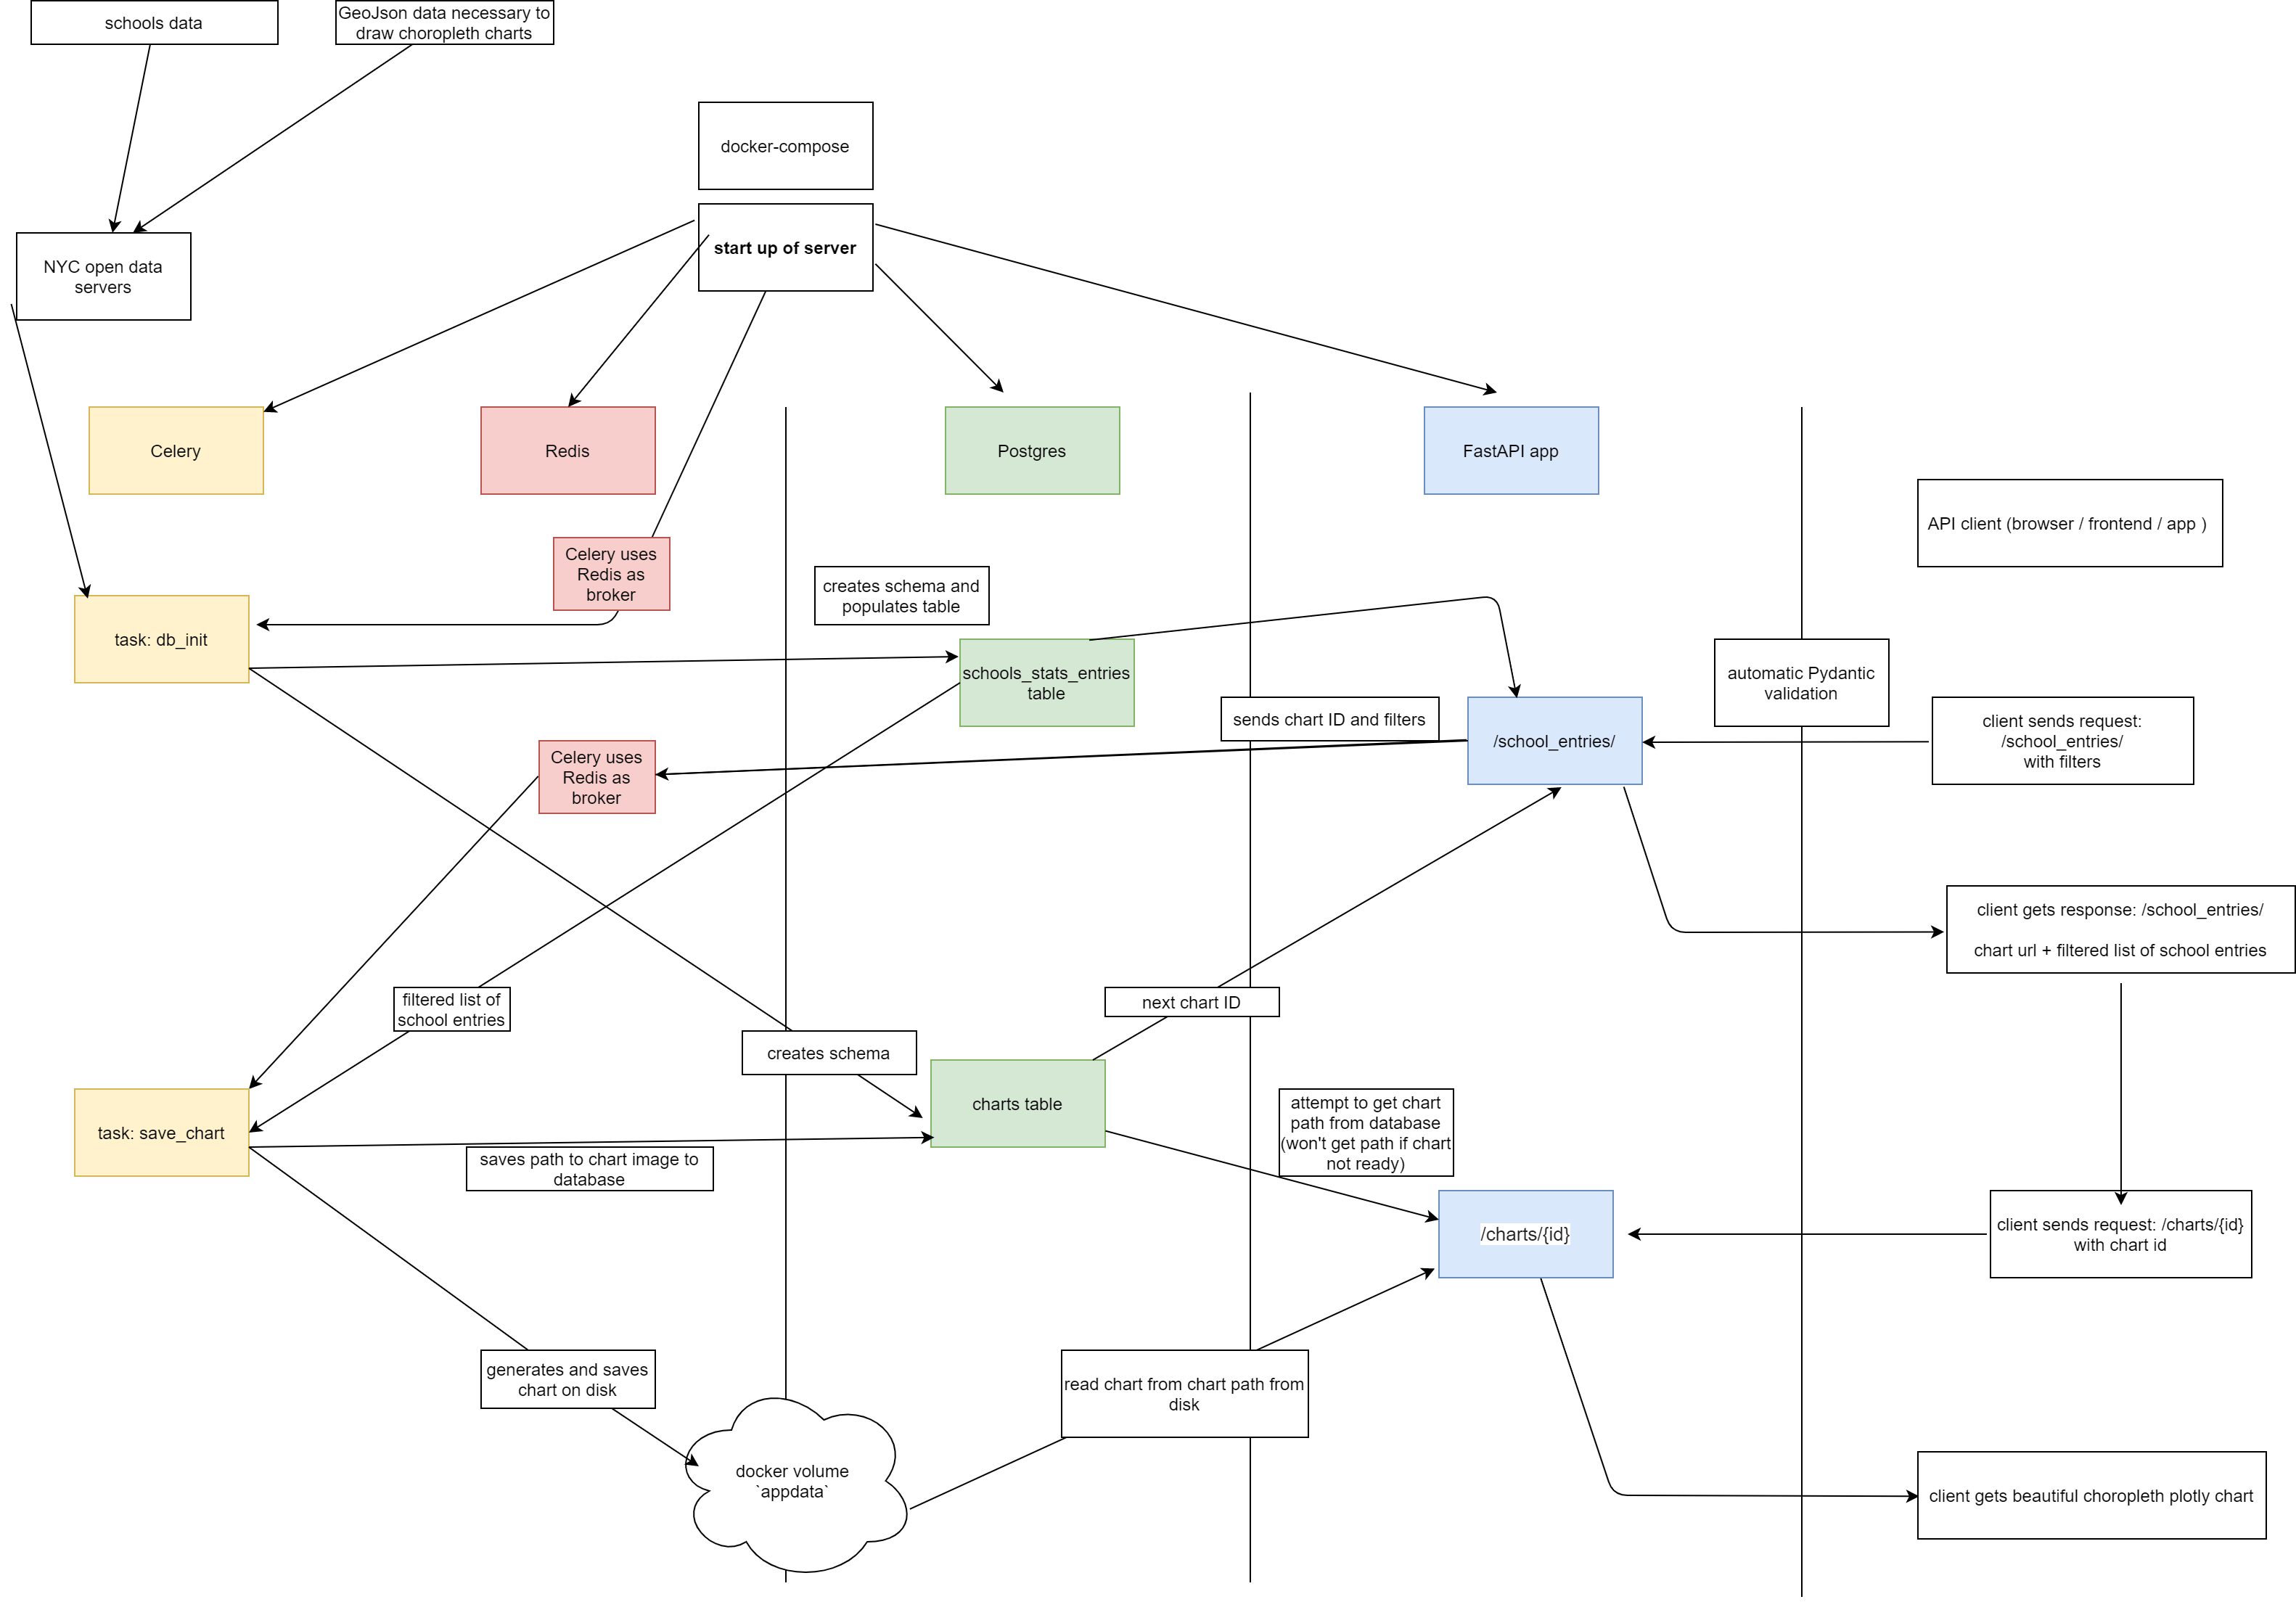 schools data
GeoJson data necessary to
draw choropleth charts
docker-compose
start up of server
NYC open data
servers
Celery
Redis
Postgres
FastAPI app
API client (browser / frontend / app )
Celery uses
Redis as
broker
creates schema and
populates table
task: db_init
schools_stats_entries
table
automatic Pydantic
validation
sends chart ID and filters
/school_entries/
client sends request:
/school_entries/
with filters
Celery uses
Redis as
broker
client gets response: /school_entries/
chart url + filtered list of school entries
filtered list of
school entries
next chart ID
creates schema
charts table
attempt to get chart
path from database
(won't get path if chart
not ready)
task: save_chart
saves path to chart image to
database
/charts/{id}
client sends request: /charts/{id}
with chart id
generates and saves
chart on disk
read chart from chart path from
disk
docker volume
`appdata`
client gets beautiful choropleth plotly chart